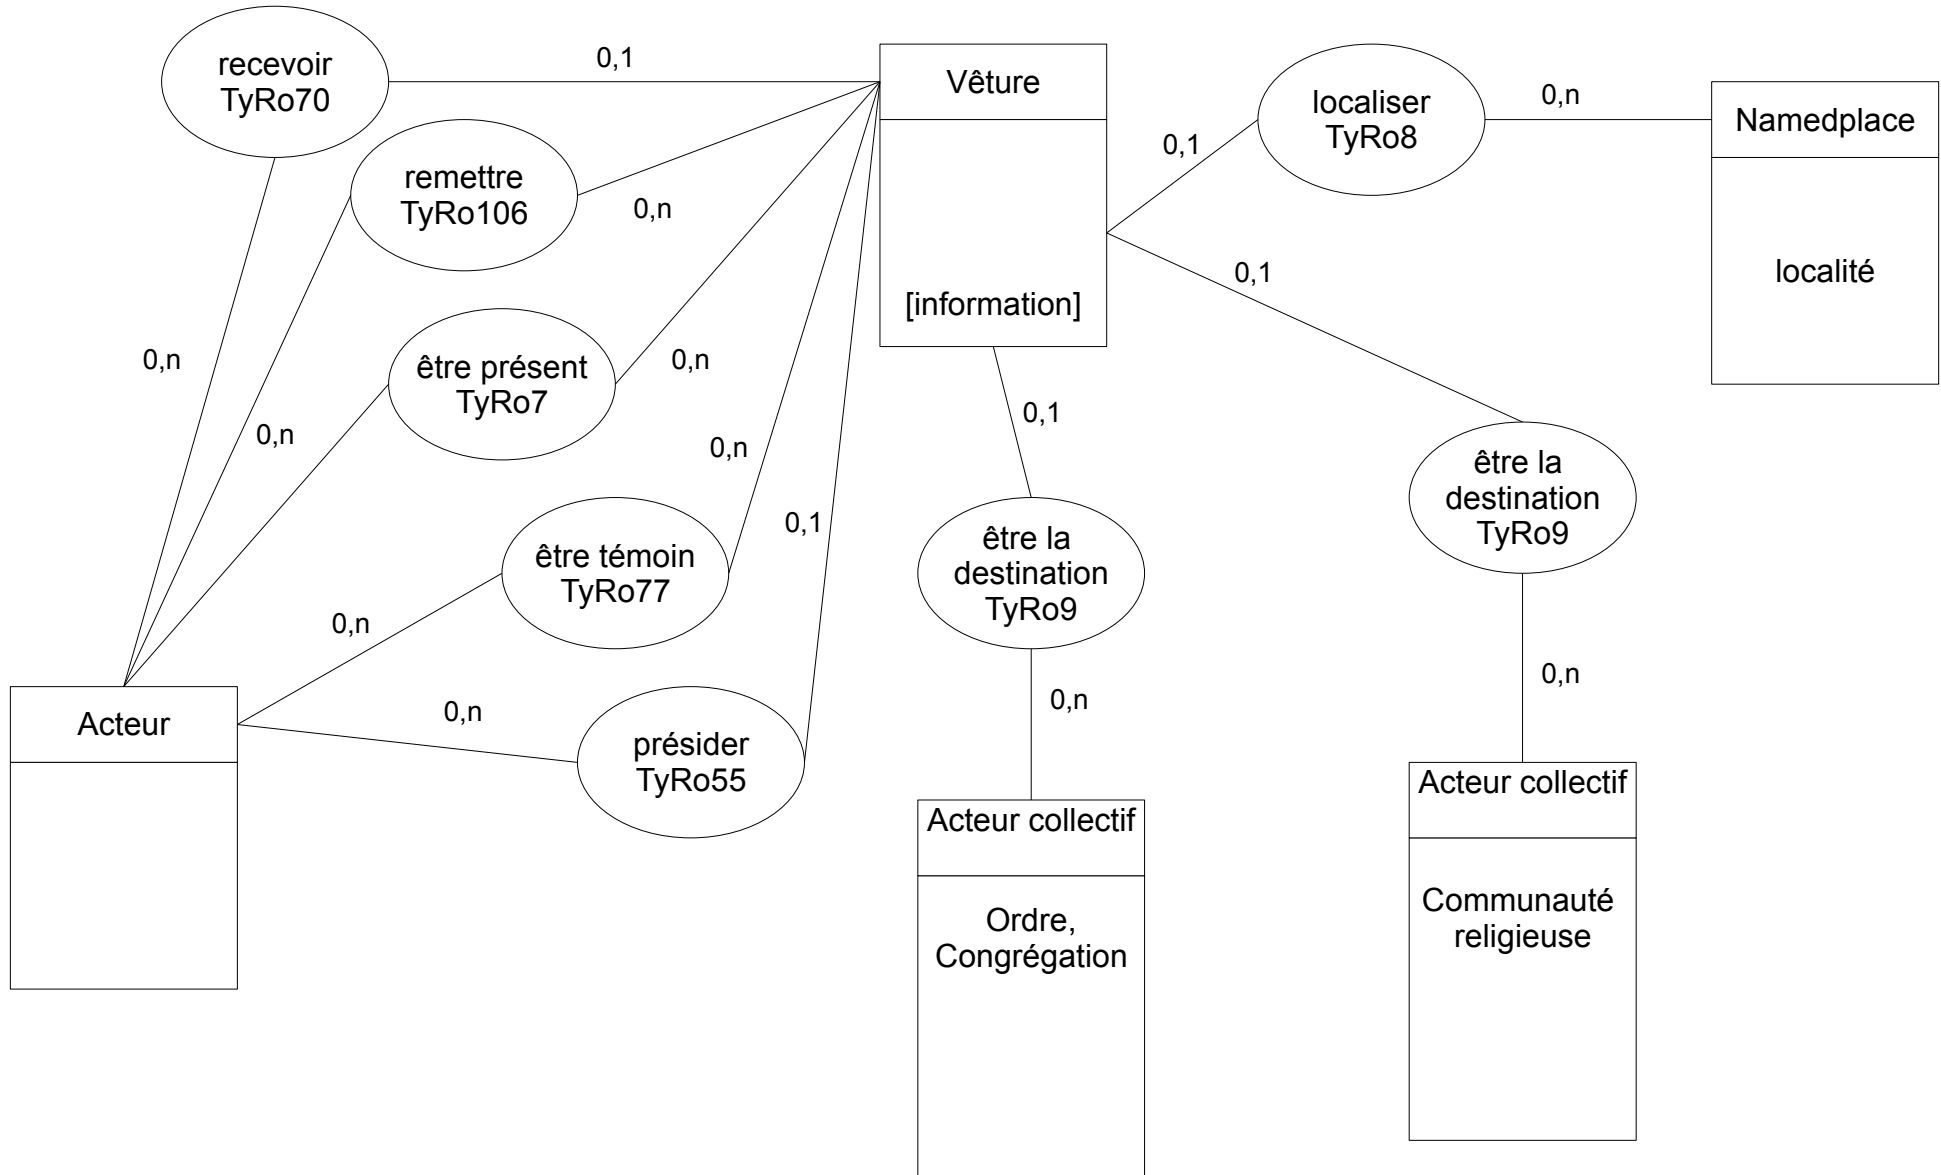 recevoir
TyRo70
0,1
Vêture
localiser
TyRo8
0,n
Namedplace
remettre
TyRo106
0,n
0,1
[information]
0,1
localité
0,n
être présent
TyRo7
0,n
0,n
0,n
0,1
0,1
être la
destination
TyRo9
être témoin
TyRo77
être la
destination
TyRo9
0,n
0,n
0,n
0,n
Acteur
présider
TyRo55
Acteur collectif
Ordre,
Congrégation
Acteur collectif
Communauté
religieuse